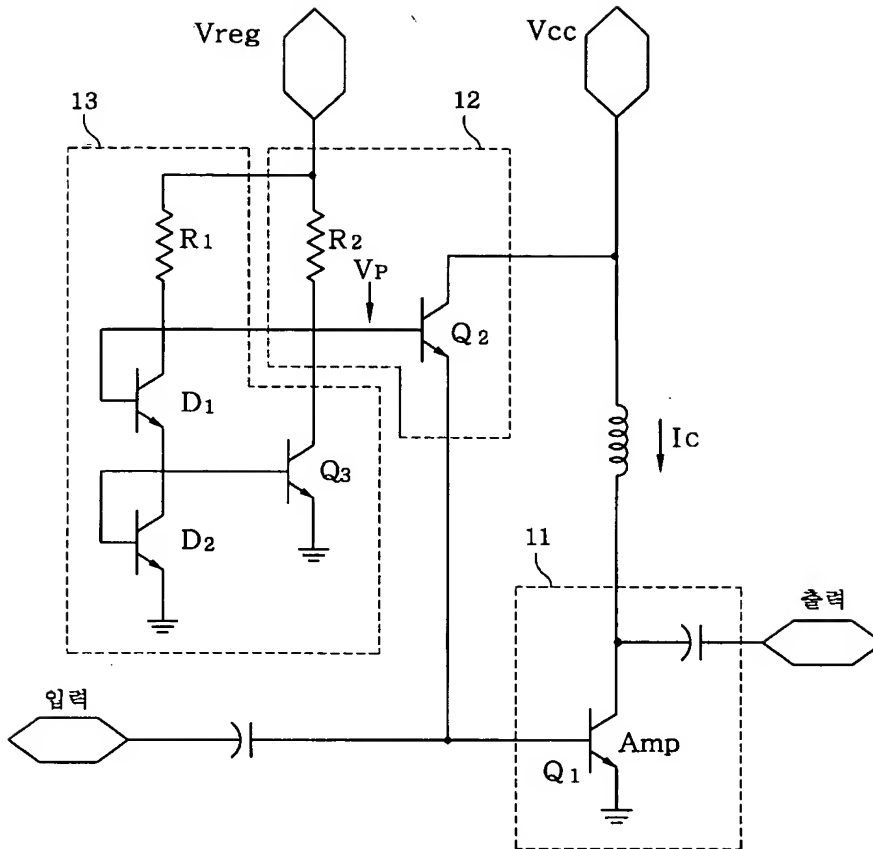 Vreg
Vcc
13
12
R1
R2
VP
Q2
D1
Q3
Ic
D2
11
출력
입력
Amp
Q1